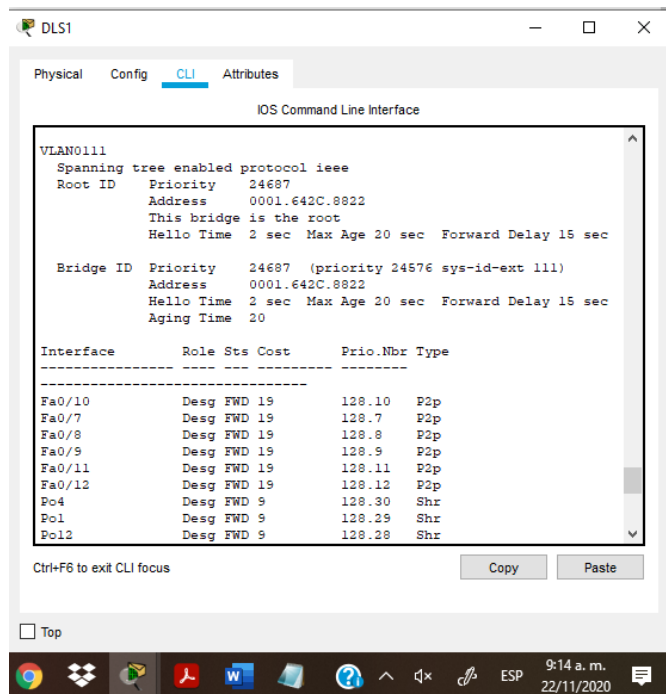 DLS1
Physical Config CLI Attributes
IOS Command Line Interface
VLAN0111
Spanning tree enabled protocol ieee
Root ID Priority 24687
Address 0001.642C.8822
This bridge is the root
Hello Time 2 sec Max Age 20 sec Forward Delay 15 sec
Bridge ID Priority 24687 (priority 24576 sys-id-ext 111)
Address 0001.642C.8822
Hello Time 2 sec Max Age 20 sec Forward Delay 15 sec
Aging Time 20
Interface Role Sts Cost Prio.Nbr Type
---------------- ---- --- --------- --------
--------------------------------
Fa0/10 Desg FWD 19 128.10 P2p
Fa0/7 Desg FWD 19 128.7 P2p
Fa0/8 Desg FWD 19 128.8 P2p
Fa0/9 Desg FWD 19 128.9 P2p
Fa0/11 Desg FWD 19 128.11 P2p
Fa0/12 Desg FWD 19 128.12 P2p
Po4 Desg FWD 9 128.30 Shr
Po1 Desg FWD 9 128.29 Shr
Po12 Desg FWD 9 128.28 Shr
Ctrl+F6 to exit CLI focus
Copy Paste
Top
ESP
9:14 a. m.
22/11/2020